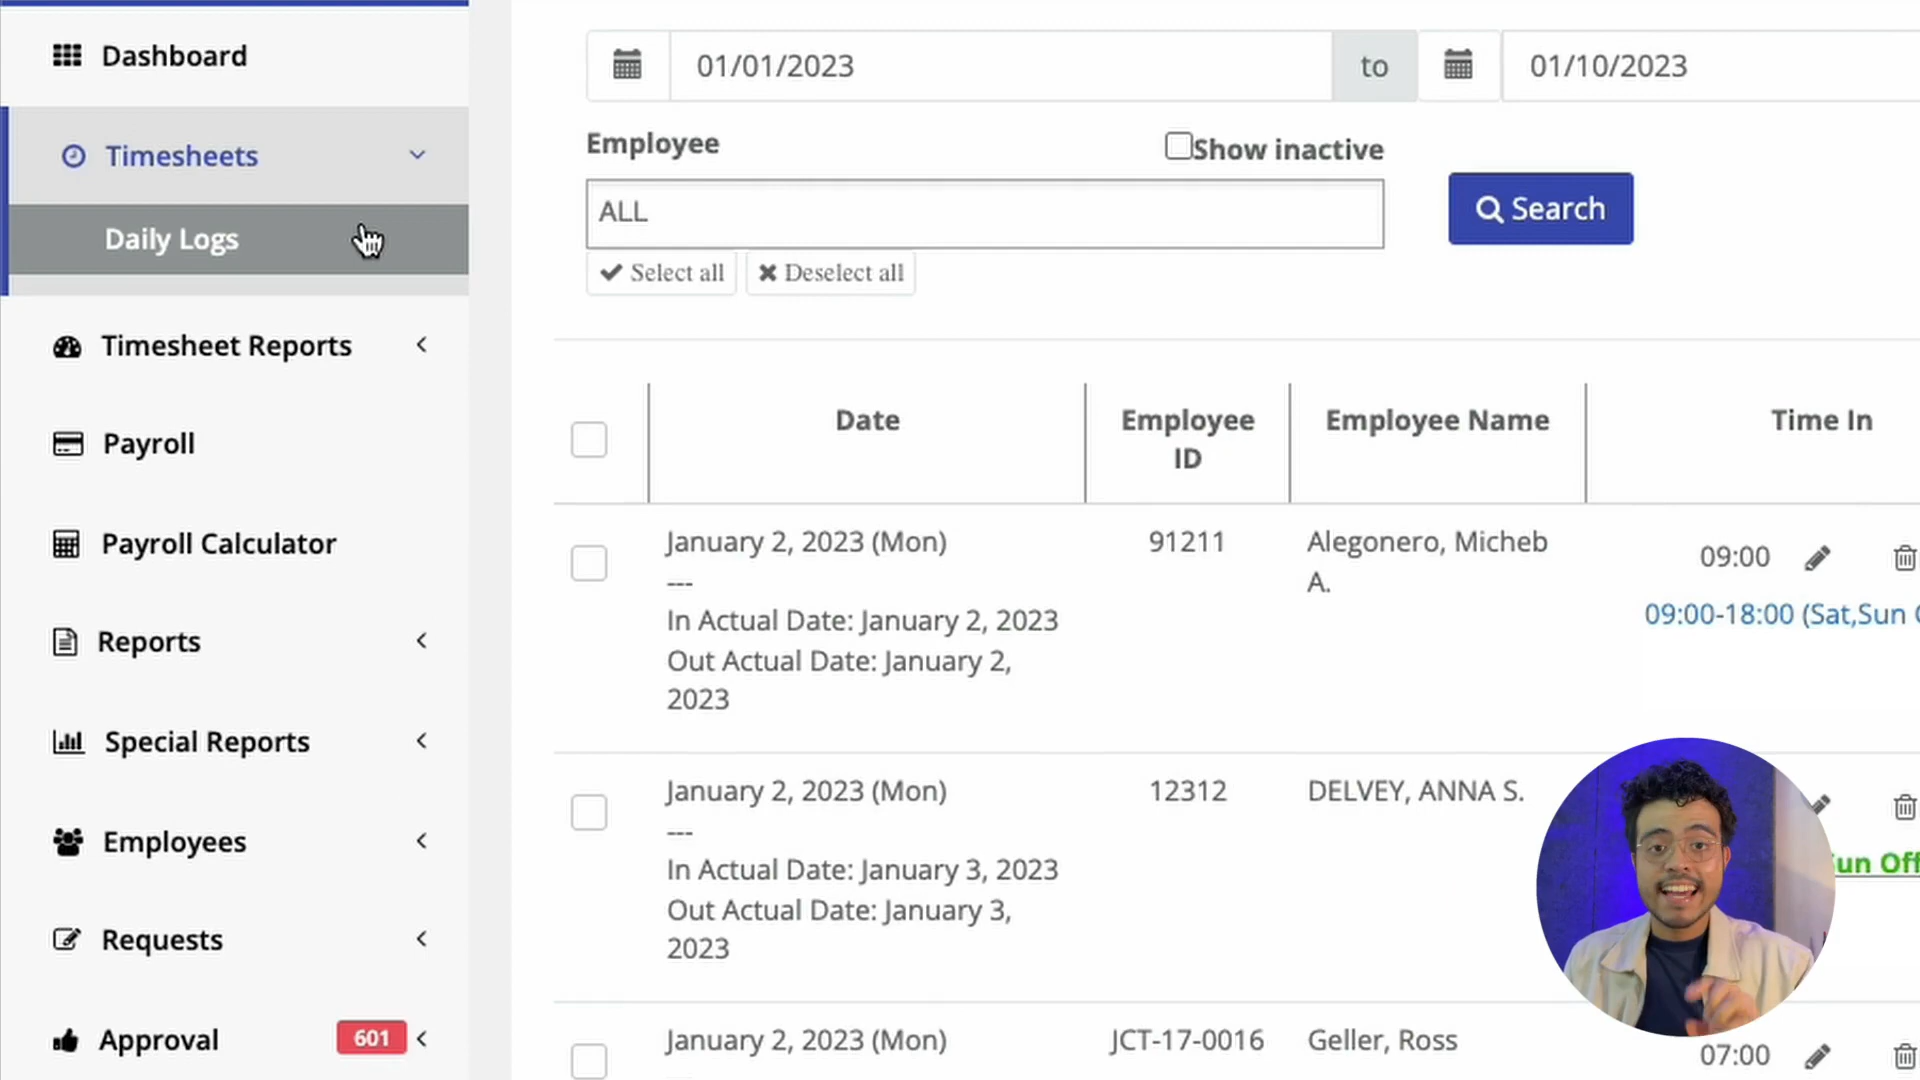 Dashboard
Timesheets
Daily Logs
Timesheet Reports
Payroll
Payroll Calculator
Reports
Special Reports
Employees
Requests
Approval 601
01/01/2023 to 01/10/2023
Employee
Show inactive
ALL
Search
Select all
Deselect all
Date
Employee
ID
Employee Name
Time In
January 2, 2023 (Mon)
---
In Actual Date: January 2, 2023
Out Actual Date: January 2,
2023
91211
Alegonero, Micheb
A.
09:00
09:00-18:00 (Sat,Sun
January 2, 2023 (Mon)
---
In Actual Date: January 3, 2023
Out Actual Date: January 3,
2023
12312
DELVEY, ANNA S.
Sun Off
January 2, 2023 (Mon)
JCT-17-0016
Geller, Ross
07:00